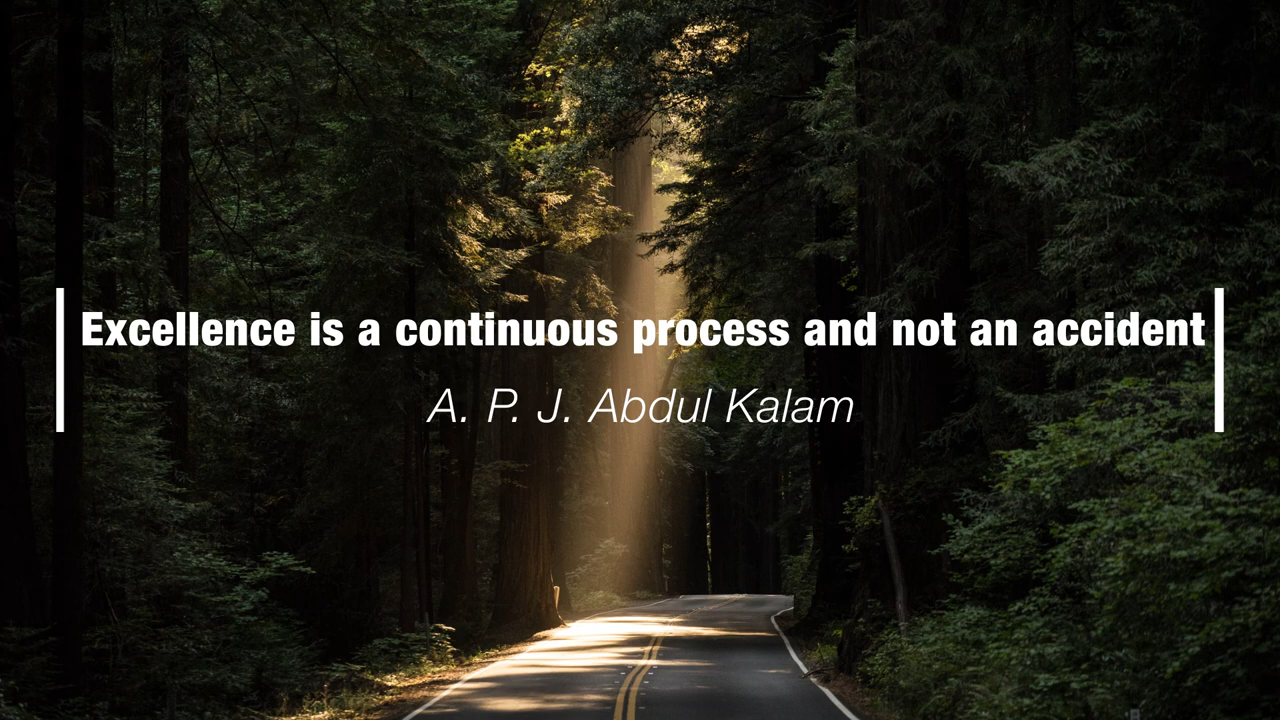 Excellence is a continuous process and not an accident
A. P. J. Abdul Kalam